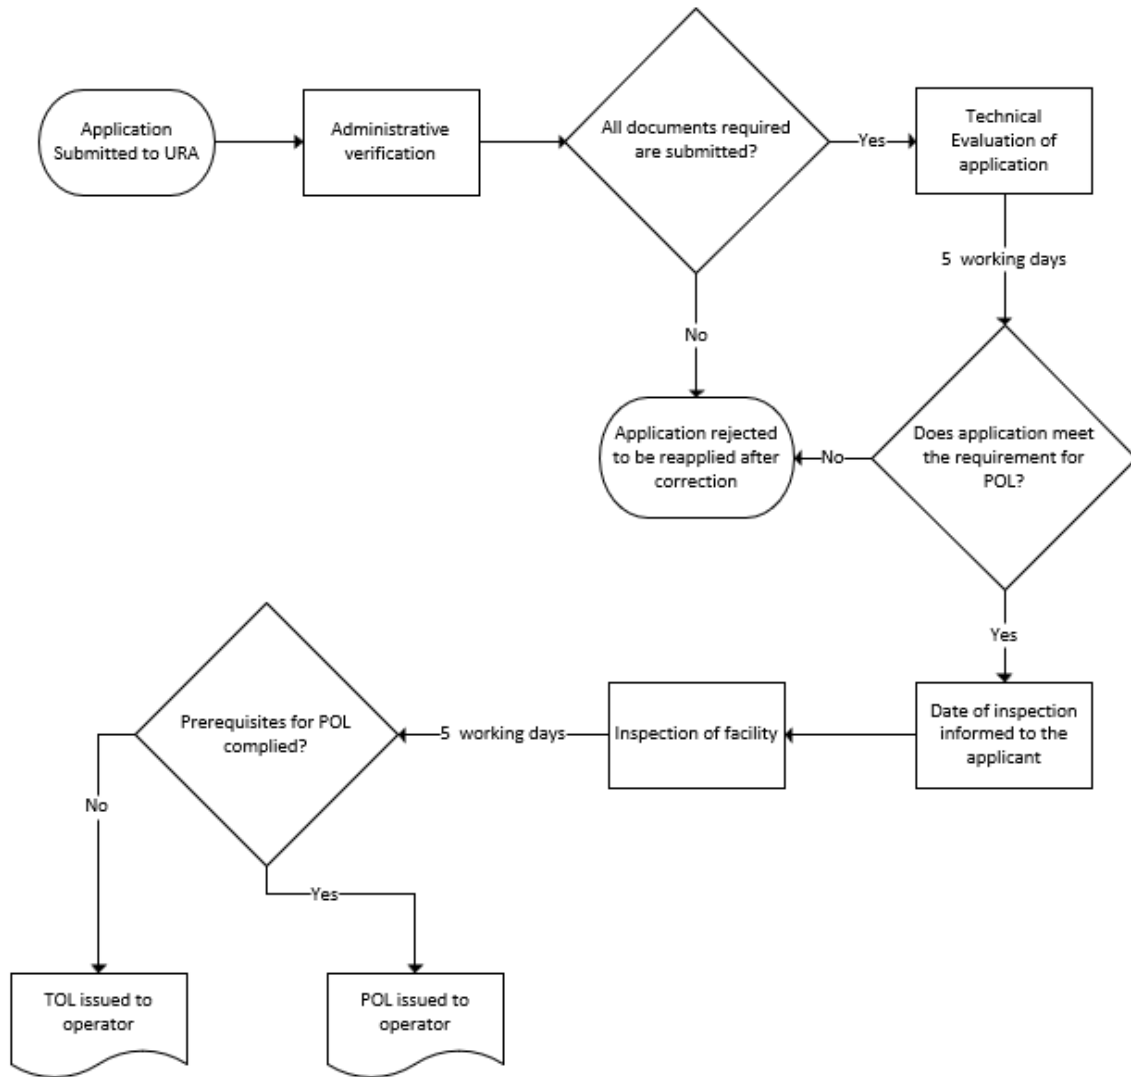 Application
Submitted to URA
Administrative
verification
All documents required
are submitted?
Yes
Technical
Evaluation of
application
5 working days
No
Application rejected
to be reapplied after
correction
No
Does application meet
the requirement for
POL?
Yes
Date of inspection
informed to the
applicant
Inspection of facility
5 working days
Prerequisites for POL
complied?
No
Yes
TOL issued to
operator
POL issued to
operator